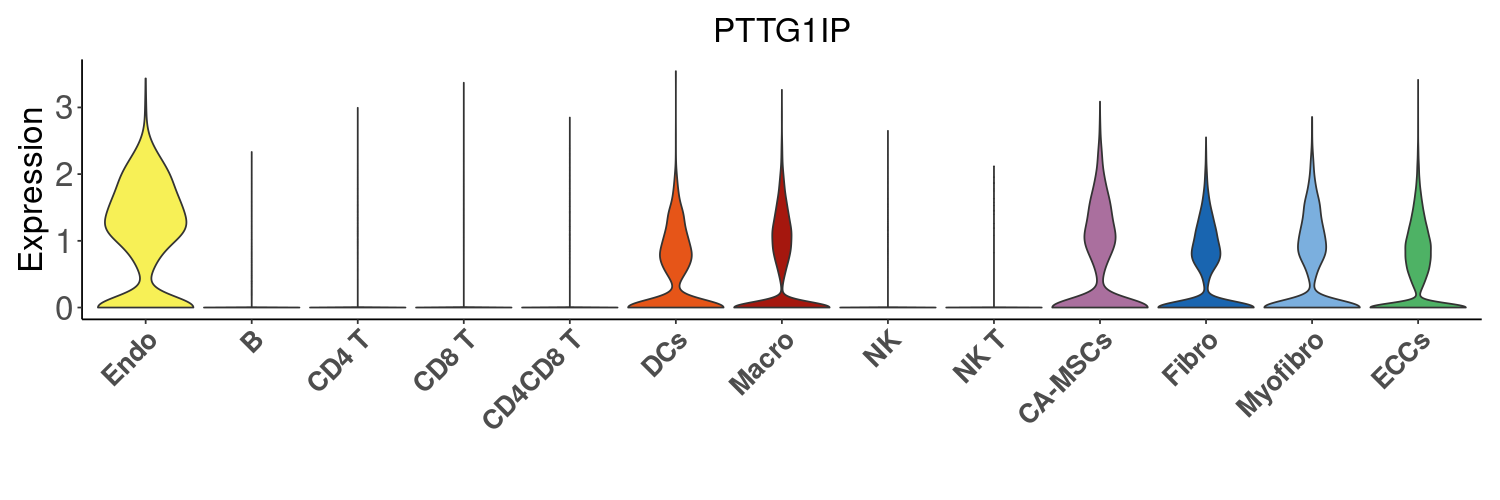 PTTG1IP
Expression
3
2
1
0
Endo
B
CD4 T
CD8 T
CD4CD8 T
DCs
Macro
NK
NK T
CA-MSCs
Fibro
Myofibro
ECCs